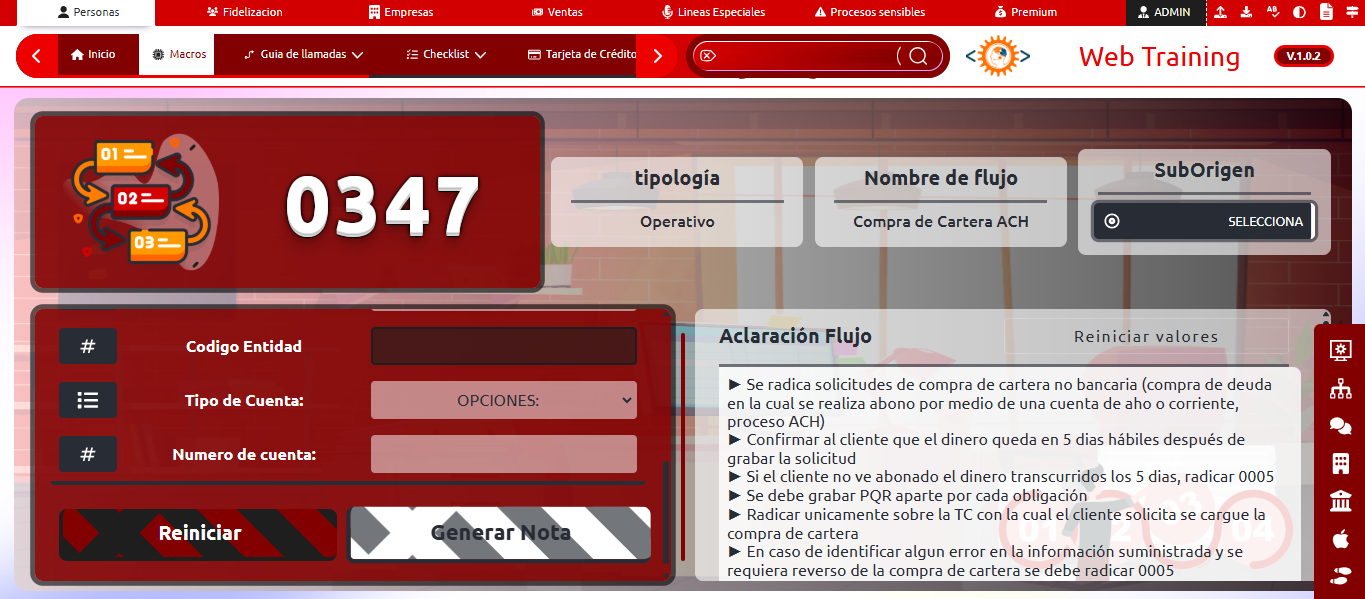 Personas
Fidelizacion
Empresas
Ventas
Lineas Especiales
Procesos sensibles
Premium
ADMIN
Inicio
Macros
Guia de llamadas
Checklist
Tarjeta de Crédito
Web Training
V.1.0.2
01
02
03
0347
tipología
Operativo
Nombre de flujo
Compra de Cartera ACH
SubOrigen
SELECCIONA
# Codigo Entidad
Tipo de Cuenta:
OPCIONES:
# Numero de cuenta:
Reiniciar
Generar Nota
Aclaración Flujo
Reiniciar valores
► Se radica solicitudes de compra de cartera no bancaria (compra de deuda
en la cual se realiza abono por medio de una cuenta de aho o corriente,
proceso ACH)
► Confirmar al cliente que el dinero queda en 5 dias hábiles después de
grabar la solicitud
► Si el cliente no ve abonado el dinero transcurridos los 5 dias, radicar 0005
► Se debe grabar PQR aparte por cada obligación
► Radicar unicamente sobre la TC con la cual el cliente solicita se cargue la
compra de cartera
► En caso de identificar algun error en la información suministrada y se
requiera reverso de la compra de cartera se debe radicar 0005